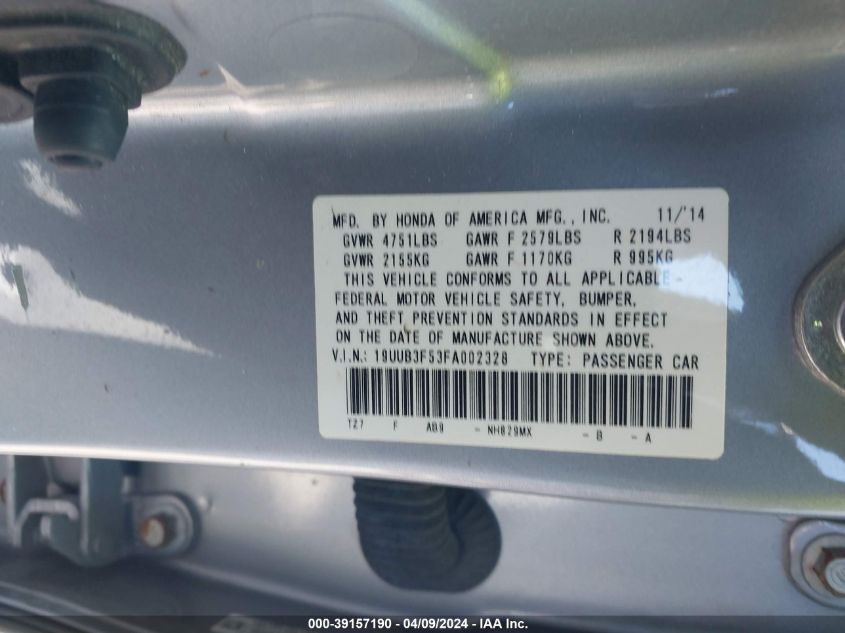 MFD. BY HONDA OF AMERICA MFG., INC. 11/'14
GVWR 4751LBS GAWR F 2579LBS R 2194LBS
GVWR 2155KG GAWR F 1170KG R 995KG
THIS VEHICLE CONFORMS TO ALL APPLICABLE
FEDERAL MOTOR VEHICLE SAFETY, BUMPER,
AND THEFT PREVENTION STANDARDS IN EFFECT
ON THE DATE OF MANUFACTURE SHOWN ABOVE.
V.I.N.: 19UUB3F53FA002328 TYPE: PASSENGER CAR
TZ7 F AB9 - NH829MX - B - A
000-39157190 - 04/09/2024 - IAA Inc.